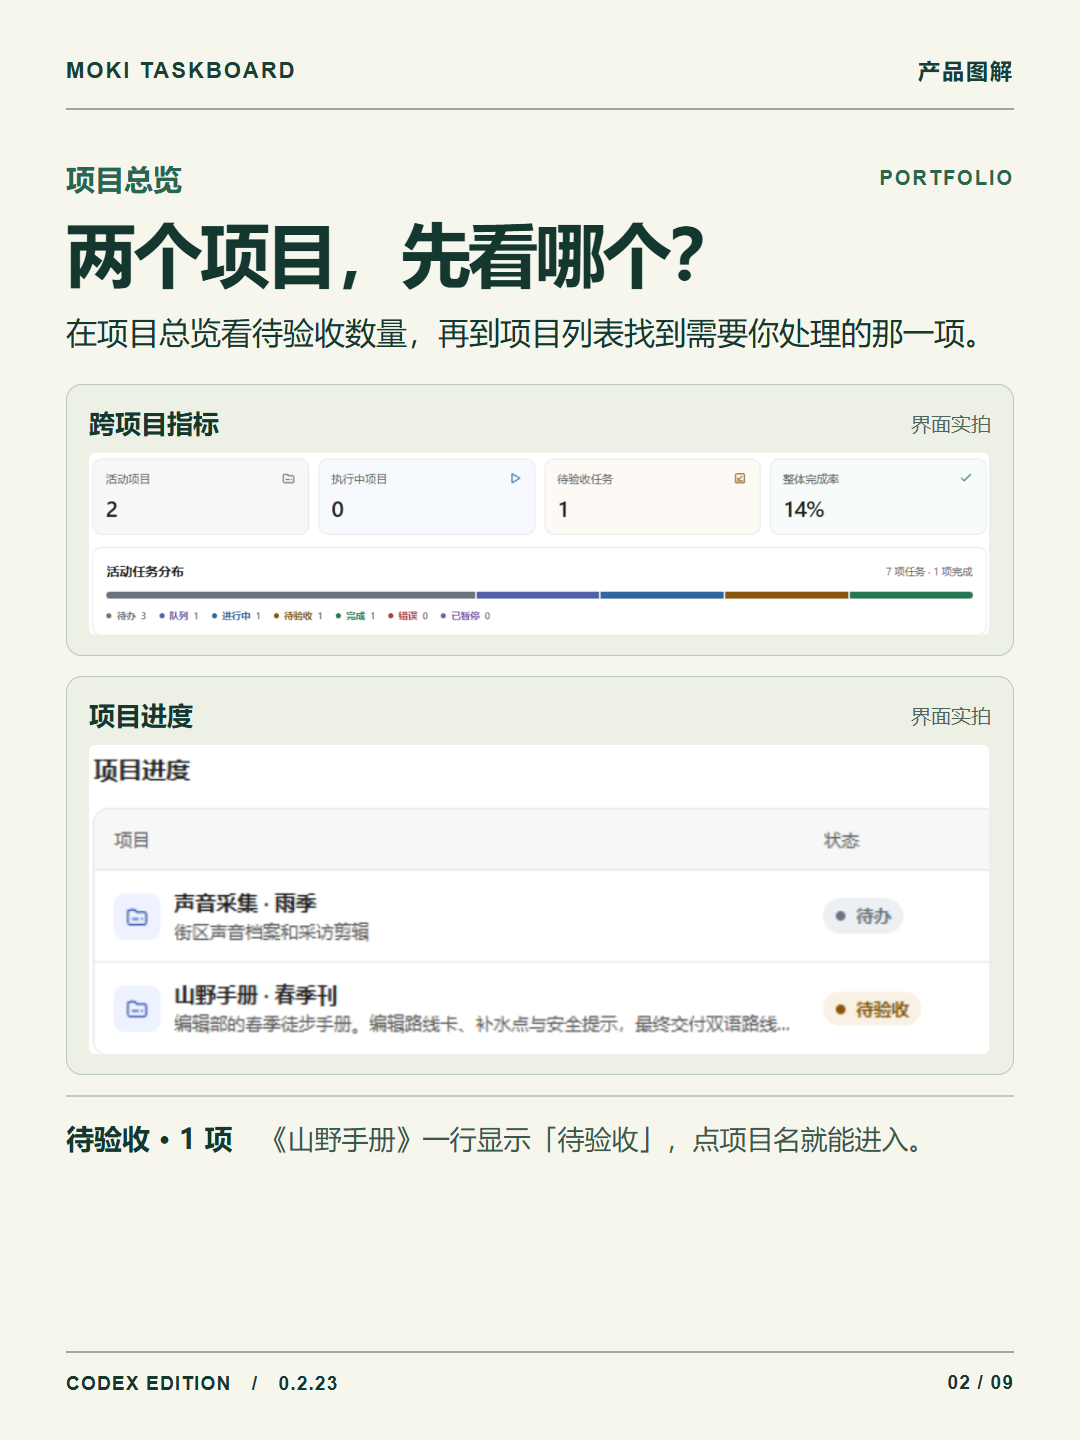 MOKI TASKBOARD
产品图解
项目总览
PORTFOLIO
两个项目，先看哪个？
在项目总览看待验收数量，再到项目列表找到需要你处理的那一项。
跨项目指标
界面实拍
活动项目
2
执行中项目
0
待验收任务
1
整体完成率
14%
活动任务分布
7 项任务 · 1 项完成
待办 3 队列 1 进行中 1 待验收 1 完成 1 错误 0 已暂停 0
项目进度
界面实拍
项目进度
项目 状态
声音采集 · 雨季
街区声音档案和采访剪辑
待办
山野手册 · 春季刊
编辑部的春季徒步手册。编辑路线卡、补水点与安全提示，最终交付双语路线...
待验收
待验收 • 1 项 《山野手册》一行显示「待验收」，点项目名就能进入。
CODEX EDITION / 0.2.23
02 / 09